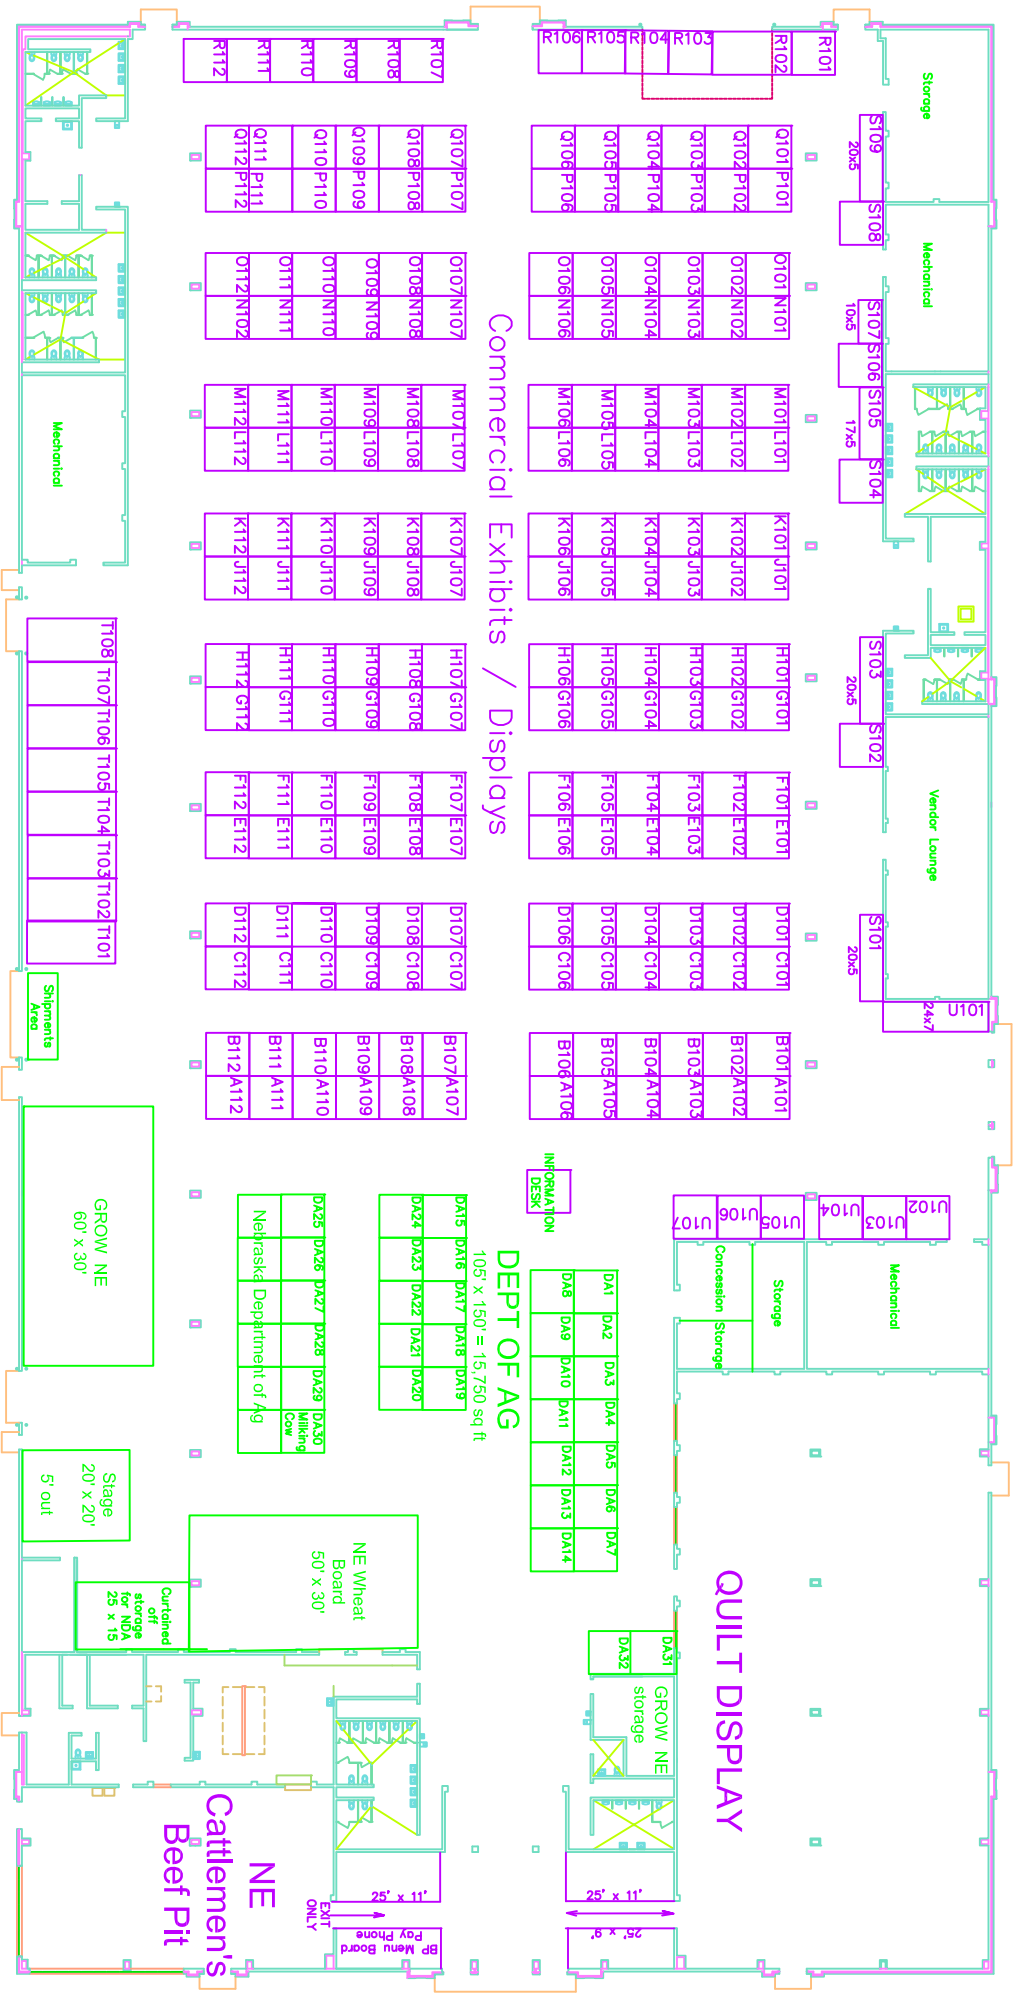 R112
R111
R110
R109
R108
R107
R106
R105
R104
R103
R102
R101
Storage
S109
20x5
Q112
P112
Q111
P111
Q110
P110
Q109
P109
Q108
P108
Q107
P107
Q106
P106
Q105
P105
Q104
P104
Q103
P103
Q102
P102
Q101
P101
S108
Mechanical
O112
N102
O111
N111
O110
N110
O109
N109
O108
N108
O107
N107
O106
N106
O105
N105
O104
N104
O103
N103
O102
N102
O101
N101
S107
10x5
S106
S105
17x5
S104
Commercial Exhibits / Displays
Mechanical
M112
L112
M111
L111
M110
L110
M109
L109
M108
L108
M107
L107
M106
L106
M105
L105
M104
L104
M103
L103
M102
L102
M101
L101
K112
J112
K111
J111
K110
J110
K109
J109
K108
J108
K107
J107
K106
J106
K105
J105
K104
J104
K103
J103
K102
J102
K101
J101
H112
G112
H111
G111
H110
G110
H109
G109
H108
G108
H107
G107
H106
G106
H105
G105
H104
G104
H103
G103
H102
G102
H101
G101
S103
20x5
S102
Vendor Lounge
T108
T107
T106
T105
T104
T103
T102
T101
F112
E112
F111
E111
F110
E110
F109
E109
F108
E108
F107
E107
F106
E106
F105
E105
F104
E104
F103
E103
F102
E102
F101
E101
D112
C112
D111
C111
D110
C110
D109
C109
D108
C108
D107
C107
D106
C106
D105
C105
D104
C104
D103
C103
D102
C102
D101
C101
S101
20x5
U101
24x7
Shipments
Area
B112
A112
B111
A111
B110
A110
B109
A109
B108
A108
B107
A107
B106
A106
B105
A105
B104
A104
B103
A103
B102
A102
B101
A101
INFORMATION
DESK
U107
U106
U105
U104
U103
U102
GROW NE
60' x 30'
Nebraska Department of Ag
DA25
DA26
DA27
DA28
DA29
DA30
Milking
Cow
DA24
DA23
DA22
DA21
DA20
DA15
DA16
DA17
DA18
DA19
DEPT OF AG
105' x 150' = 15,750 sq ft
DA8
DA9
DA10
DA11
DA12
DA13
DA14
DA1
DA2
DA3
DA4
DA5
DA6
DA7
Concession Storage
Storage
Mechanical
Stage
20' x 20'
5' out
NE Wheat
Board
50' x 30'
Curtained
off
storage
for NDA
25 x 15
DA32
DA31
GROW NE
storage
QUILT DISPLAY
NE
Cattlemen's
Beef Pit
25' x 11'
EXIT
ONLY
BP Menu Board
Pay Phone
25' x 11'
25' x 9'